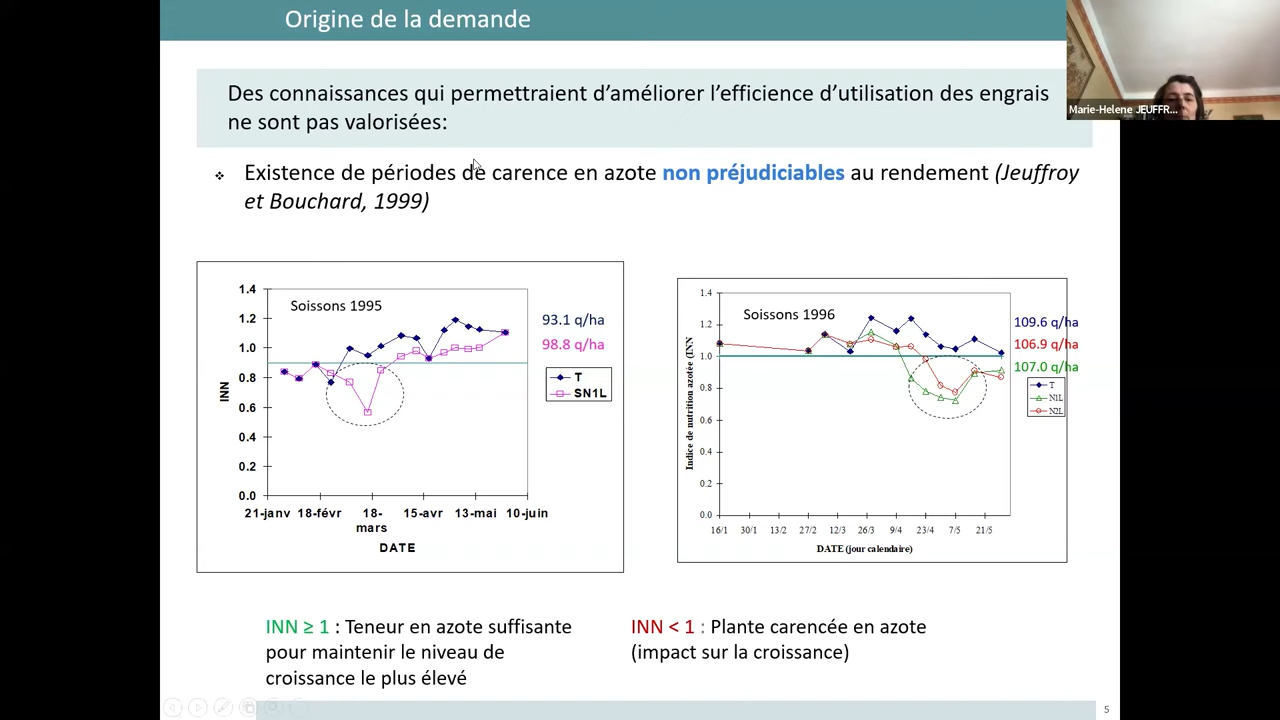 Origine de la demande
Marie-Helene JEUFFR...
Des connaissances qui permettraient d’améliorer l’efficience d’utilisation des engrais
ne sont pas valorisées:
❖ Existence de périodes de carence en azote non préjudiciables au rendement (Jeuffroy
et Bouchard, 1999)
Soissons 1995
1.4
1.2
1.0
0.8
0.6
0.4
0.2
0.0
INN
21-janv 18-févr 18-mars 15-avr 13-mai 10-juin
DATE
93.1 q/ha
98.8 q/ha
T
SN1L
Soissons 1996
1.4
1.2
1.0
0.8
0.6
0.4
0.2
0.0
Indice de nutrition azotée (INN
16/1 30/1 13/2 27/2 12/3 26/3 9/4 23/4 7/5 21/5
DATE (jour calendaire)
109.6 q/ha
106.9 q/ha
107.0 q/ha
T
N1L
N2L
INN ≥ 1 : Teneur en azote suffisante
pour maintenir le niveau de
croissance le plus élevé
INN < 1 : Plante carencée en azote
(impact sur la croissance)
5